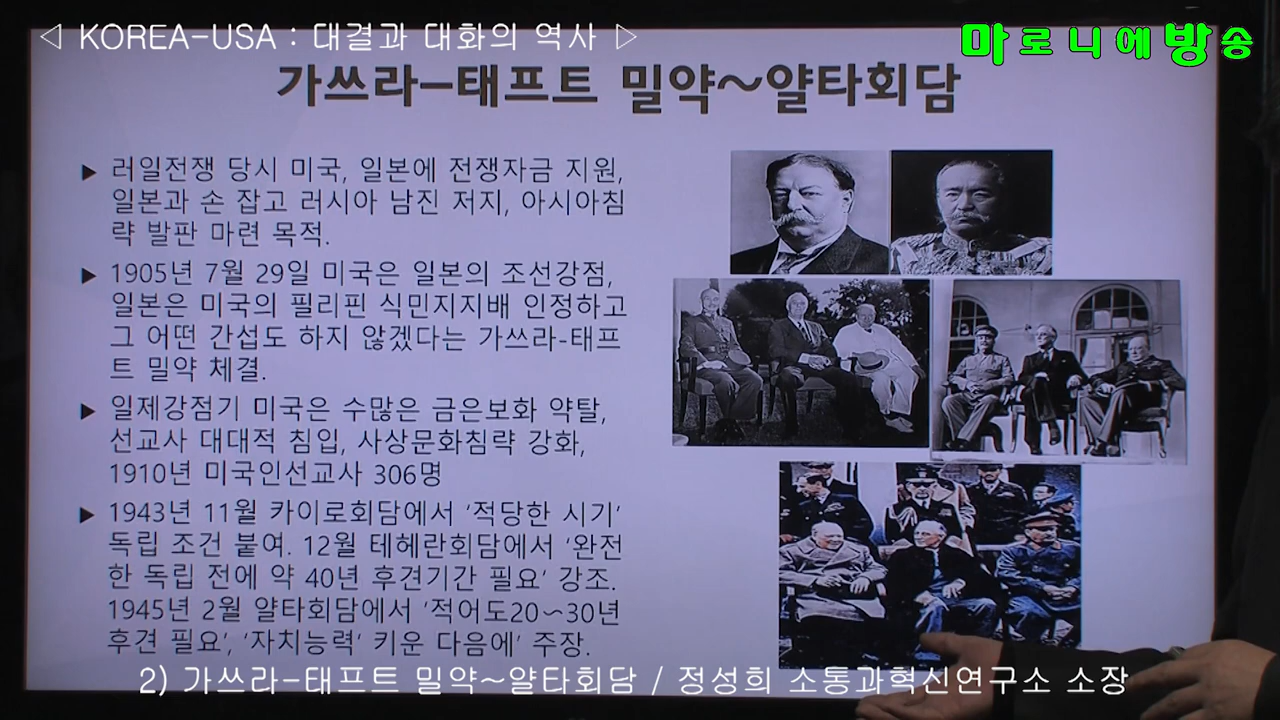 ◁ KOREA-USA : 대결과 대화의 역사 ▷
마로니에방송
가쓰라-태프트 밀약~얄타회담
▶ 러일전쟁 당시 미국, 일본에 전쟁자금 지원,
일본과 손 잡고 러시아 남진 저지, 아시아침
략 발판 마련 목적.
▶ 1905년 7월 29일 미국은 일본의 조선강점,
일본은 미국의 필리핀 식민지지배 인정하고
그 어떤 간섭도 하지 않겠다는 가쓰라-태프
트 밀약 체결.
▶ 일제강점기 미국은 수많은 금은보화 약탈,
선교사 대대적 침입, 사상문화침략 강화,
1910년 미국인선교사 306명
▶ 1943년 11월 카이로회담에서 '적당한 시기'
독립 조건 붙여. 12월 테헤란회담에서 '완전
한 독립 전에 약 40년 후견기간 필요' 강조.
1945년 2월 얄타회담에서 '적어도20~30년
후견 필요', '자치능력' 키운 다음에' 주장.
2) 가쓰라-태프트 밀약~얄타회담 / 정성희 소통과혁신연구소 소장